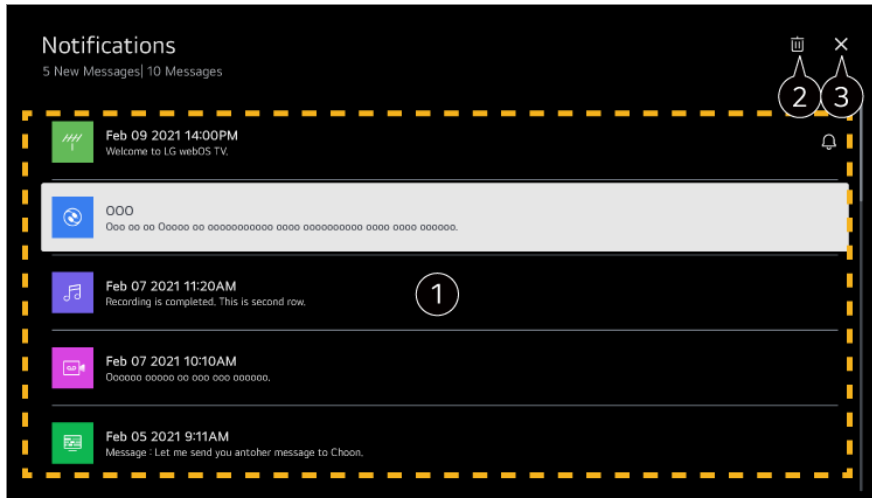 Notifications
5 New Messages| 10 Messages
2 3
Feb 09 2021 14:00PM
Welcome to LG webOS TV.
OOO
Ooo oo oo Ooooo oo ooooooooooo oooo oooooooooo oooo oooo oooooo.
Feb 07 2021 11:20AM
Recording is completed. This is second row.
1
Feb 07 2021 10:10AM
Oooooo ooooo oo ooo ooo oooooo.
Feb 05 2021 9:11AM
Message : Let me send you antoher message to Choon.